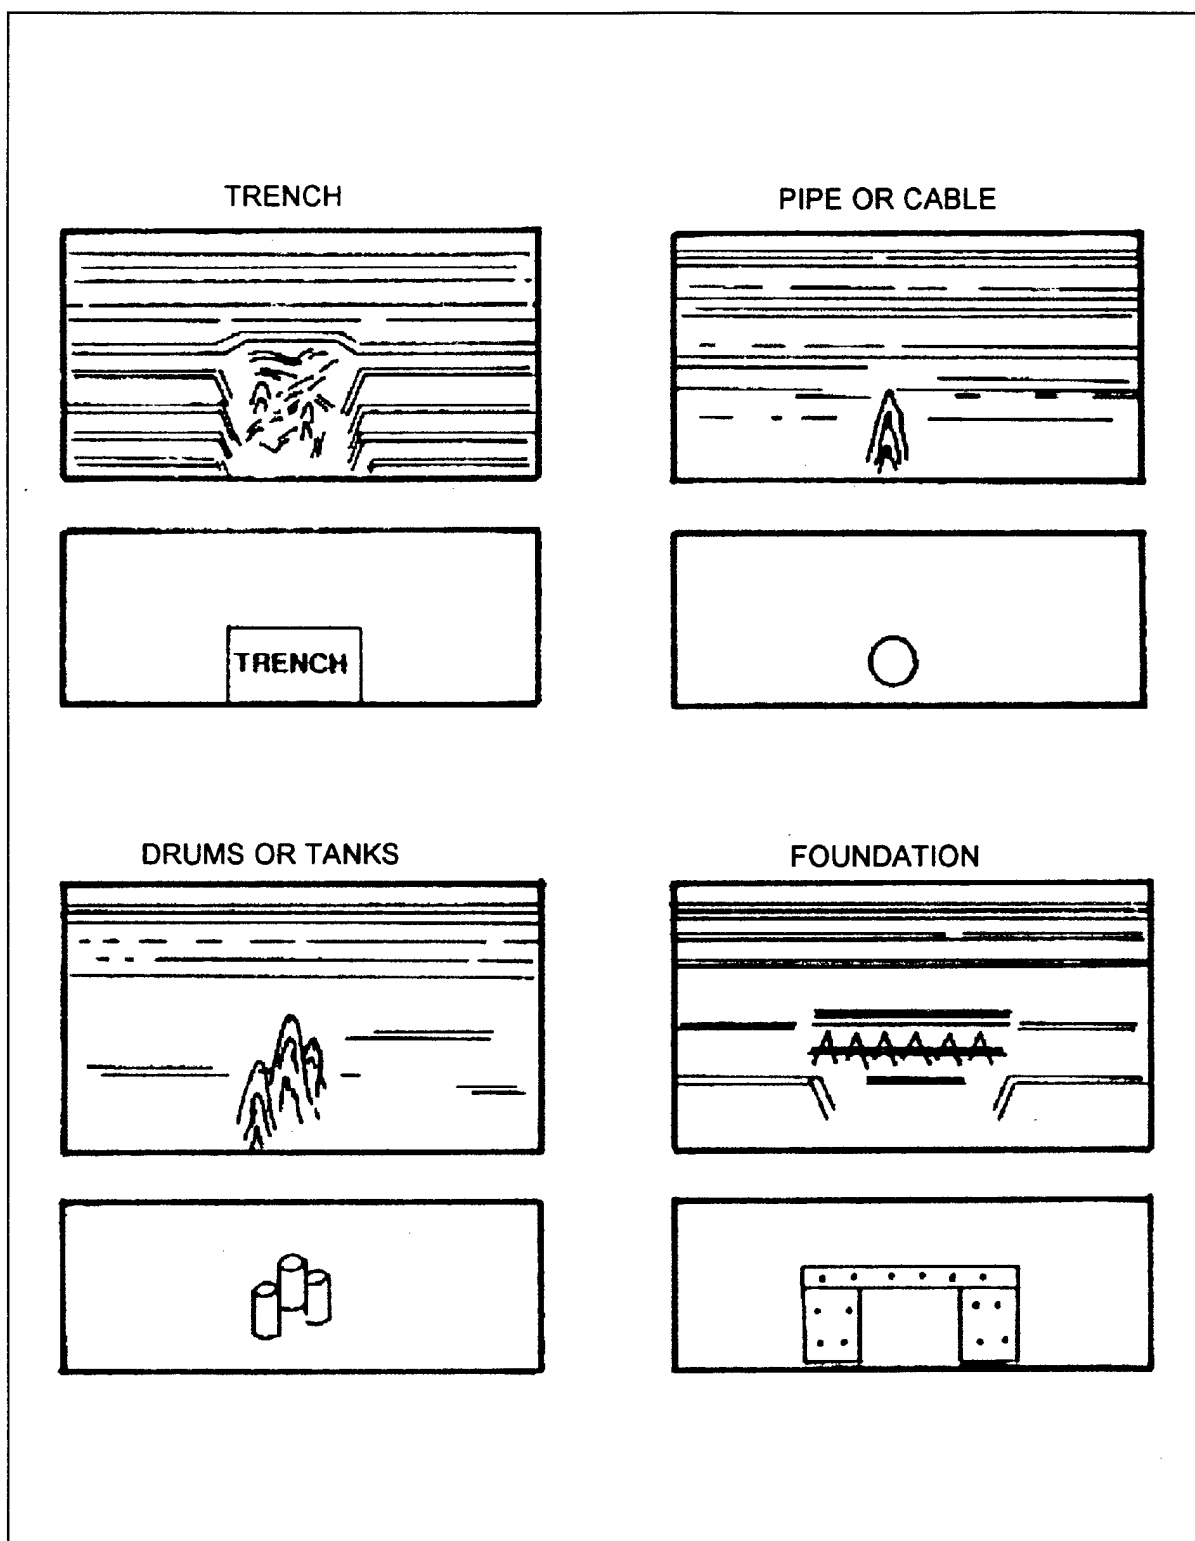 TRENCH
PIPE OR CABLE
TRENCH
DRUMS OR TANKS
FOUNDATION